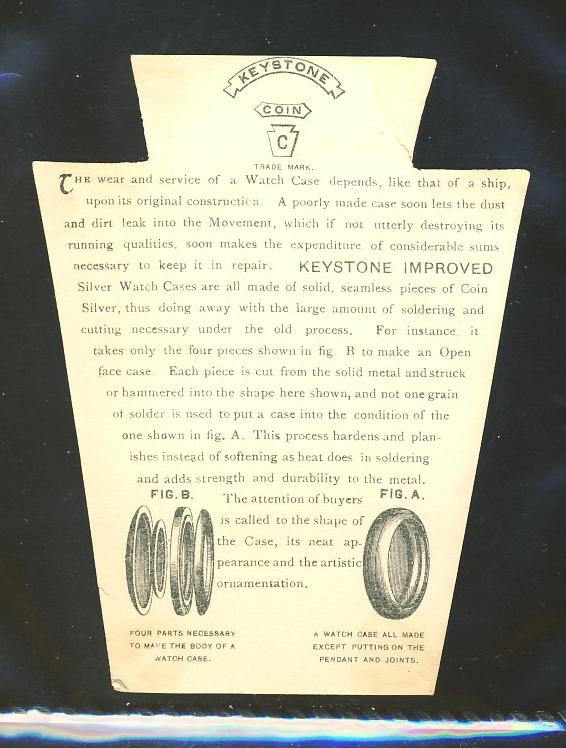 KEYSTONE
COIN
C
TRADE MARK.
THE wear and service of a Watch Case depends, like that of a ship,
upon its original construction. A poorly made case soon lets the dust
and dirt leak into the Movement, which if not utterly destroying its
running qualities, soon makes the expenditure of considerable sums
necessary to keep it in repair. KEYSTONE IMPROVED
Silver Watch Cases are all made of solid, seamless pieces of Coin
Silver, thus doing away with the large amount of soldering and
cutting necessary under the old process. For instance, it
takes only the four pieces shown in fig B to make an Open
face case. Each piece is cut from the solid metal and struck
or hammered into the shape here shown, and not one grain
of solder is used to put a case into the condition of the
one shown in fig. A. This process hardens and plan-
ishes instead of softening as heat does in soldering
and adds strength and durability to the metal.
FIG. B.
The attention of buyers
is called to the shape of
the Case, its neat ap-
pearance and the artistic
ornamentation.
FIG. A.
FOUR PARTS NECESSARY
TO MAKE THE BODY OF A
WATCH CASE.
A WATCH CASE ALL MADE
EXCEPT PUTTING ON THE
PENDANT AND JOINTS.